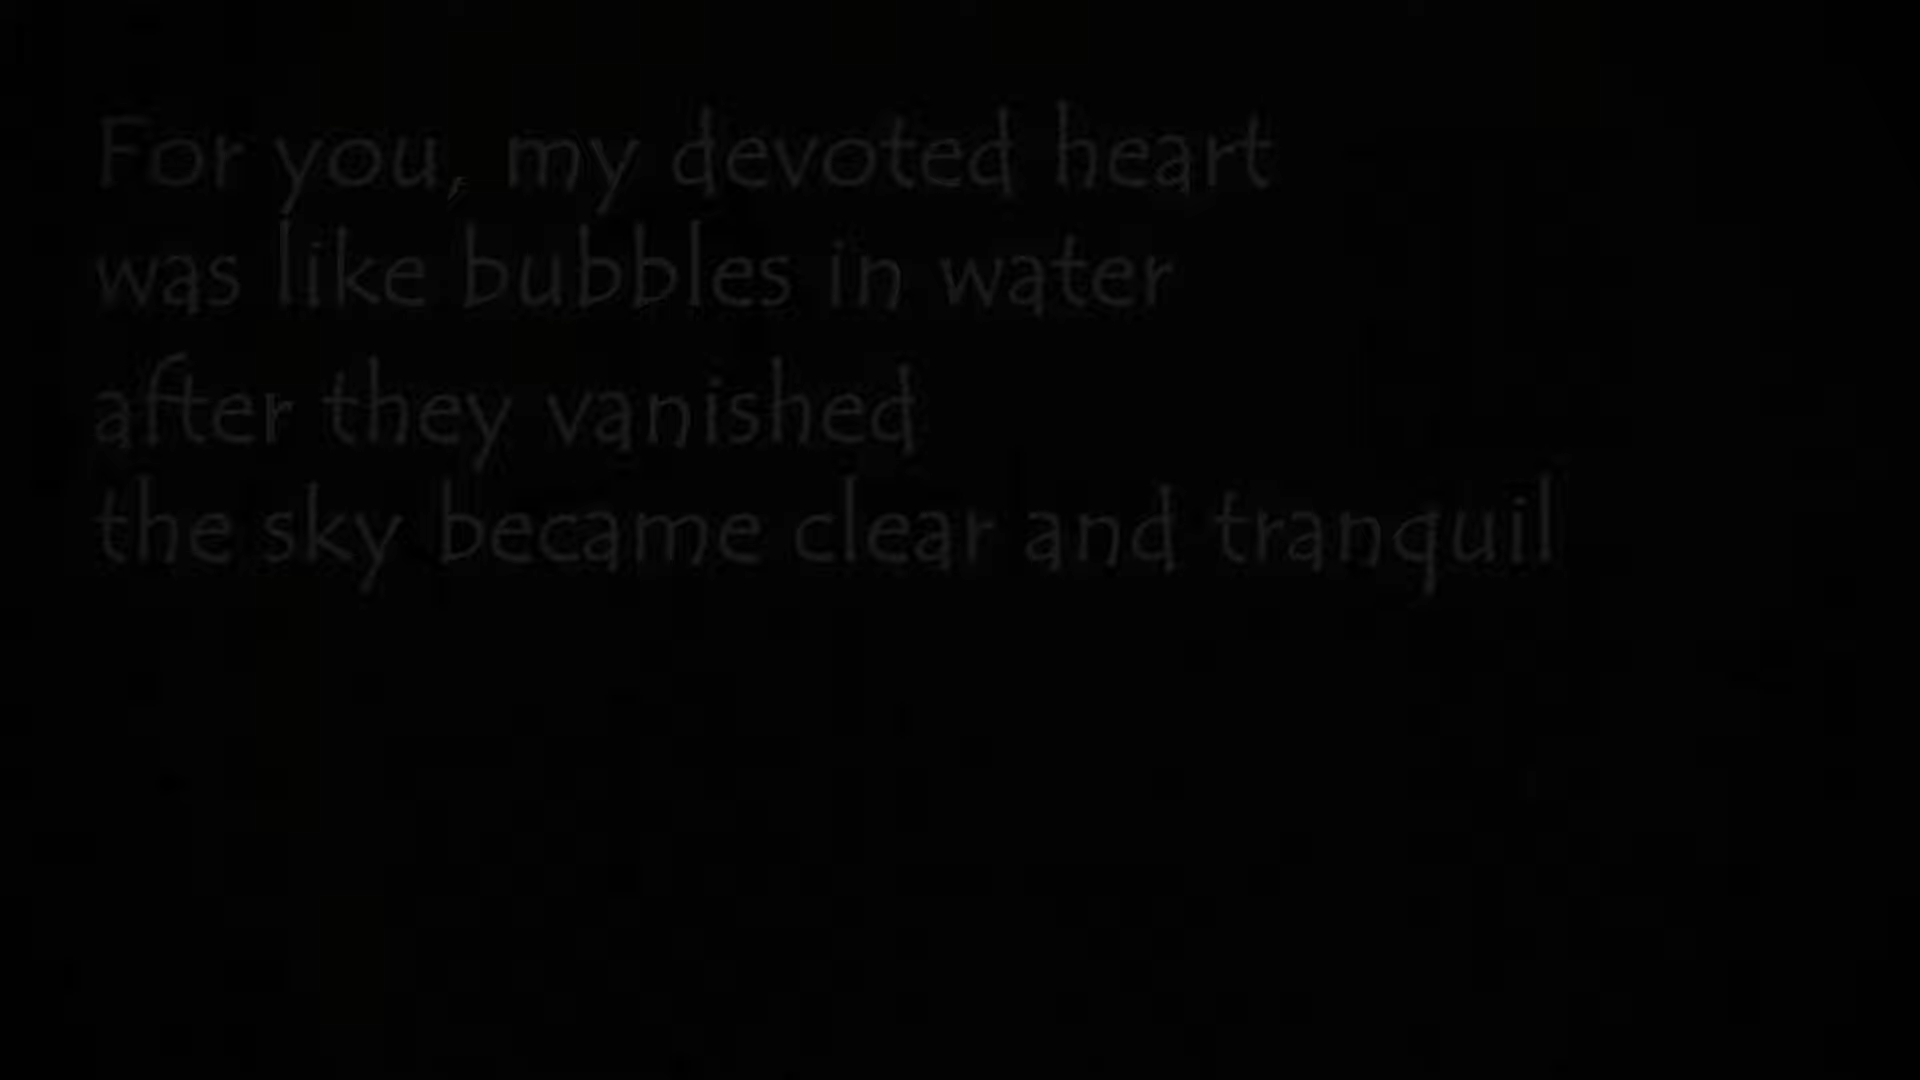 For you, my devoted heart
was like bubbles in water
after they vanished
the sky became clear and tranquil